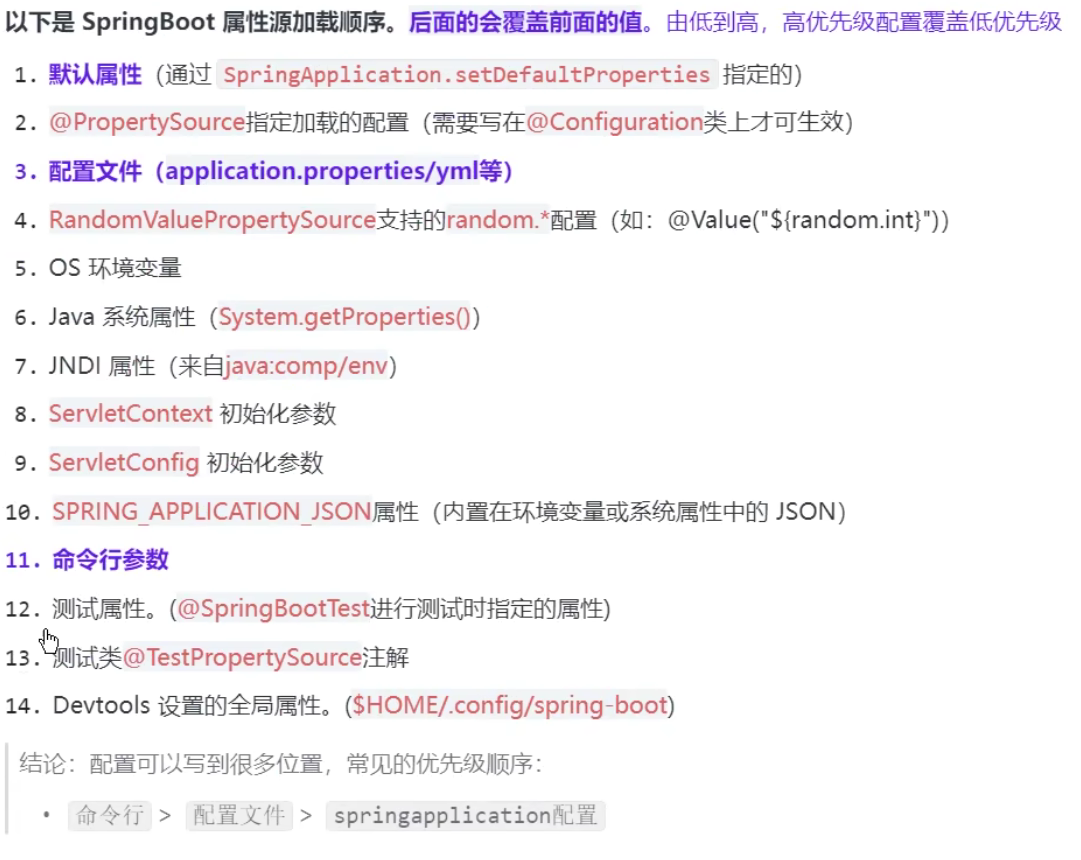 以下是 SpringBoot 属性源加载顺序。后面的会覆盖前面的值。由低到高，高优先级配置覆盖低优先级
1. 默认属性（通过 SpringApplication.setDefaultProperties 指定的）
2. @PropertySource指定加载的配置（需要写在@Configuration类上才可生效）
3. 配置文件（application.properties/yml等）
4. RandomValuePropertySource支持的random.*配置（如：@Value("${random.int}")）
5. OS 环境变量
6. Java 系统属性（System.getProperties()）
7. JNDI 属性（来自java:comp/env）
8. ServletContext 初始化参数
9. ServletConfig 初始化参数
10. SPRING_APPLICATION_JSON属性（内置在环境变量或系统属性中的 JSON）
11. 命令行参数
12. 测试属性。(@SpringBootTest进行测试时指定的属性)
13. 测试类@TestPropertySource注解
14. Devtools 设置的全局属性。($HOME/.config/spring-boot)
结论：配置可以写到很多位置，常见的优先级顺序：
• 命令行 > 配置文件 > springapplication配置